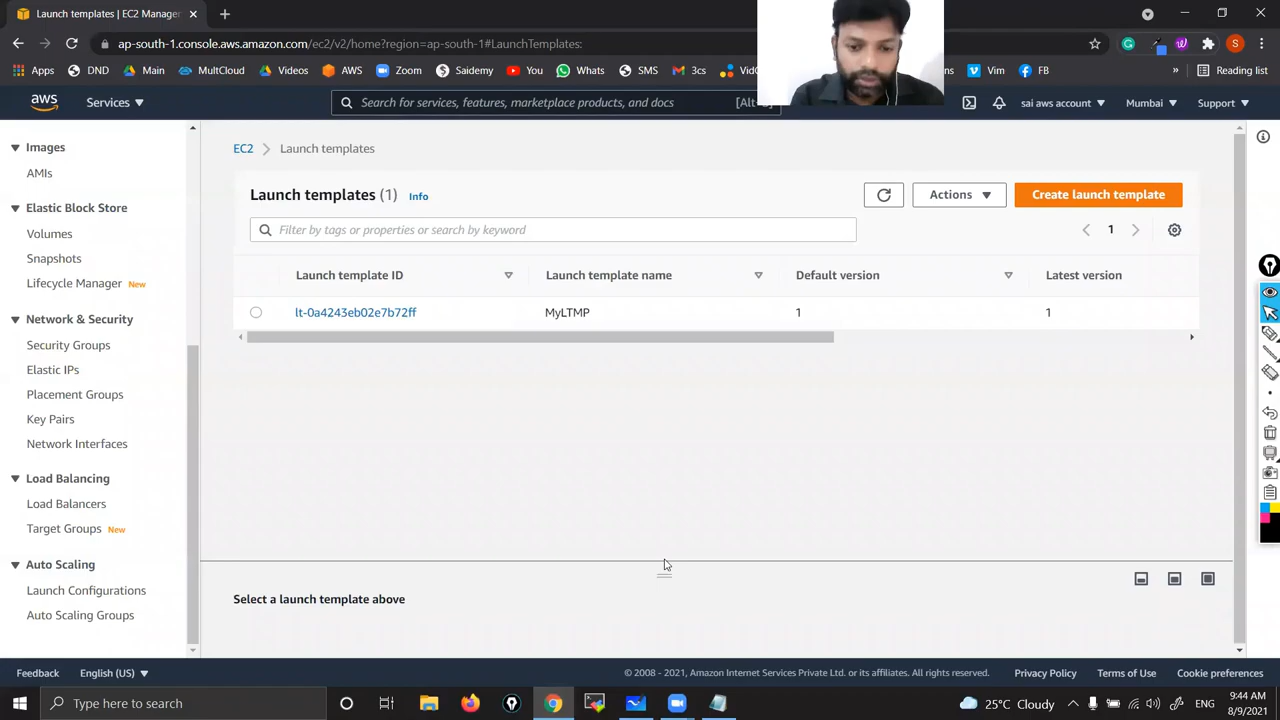 Launch templates | EC2 Manager
ap-south-1.console.aws.amazon.com/ec2/v2/home?region=ap-south-1#LaunchTemplates:
Apps
DND
Main
MultCloud
Videos
AWS
Zoom
Saidemy
You
Whats
SMS
3cs
Vim
FB
»
Reading list
aws
Services
Search for services, features, marketplace products, and docs
sai aws account
Mumbai
Support
Images
AMIs
Elastic Block Store
Volumes
Snapshots
Lifecycle Manager New
Network & Security
Security Groups
Elastic IPs
Placement Groups
Key Pairs
Network Interfaces
Load Balancing
Load Balancers
Target Groups New
Auto Scaling
Launch Configurations
Auto Scaling Groups
EC2 > Launch templates
Launch templates (1) Info
Actions
Create launch template
Filter by tags or properties or search by keyword
1
Launch template ID
Launch template name
Default version
Latest version
lt-0a4243eb02e7b72ff
MyLTMP
1
1
Select a launch template above
Feedback
English (US)
© 2008 - 2021, Amazon Internet Services Private Ltd. or its affiliates. All rights reserved.
Privacy Policy
Terms of Use
Cookie preferences
Type here to search
25°C Cloudy
9:44 AM
8/9/2021